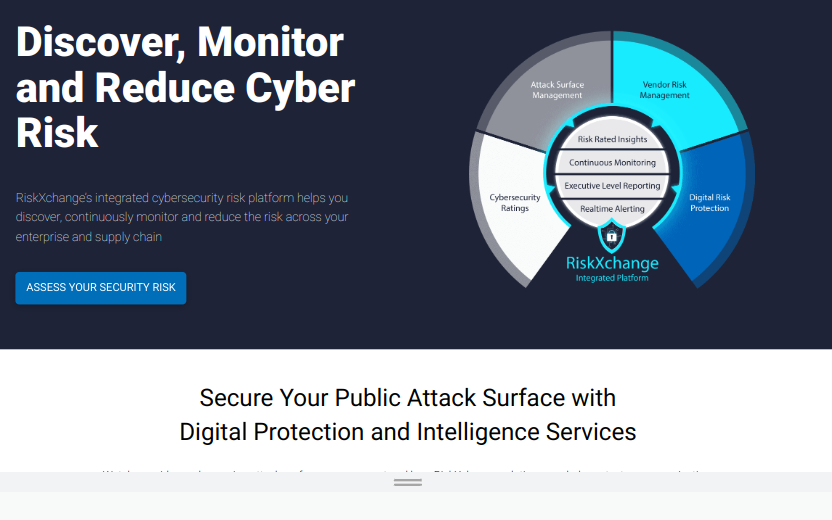 Discover, Monitor
and Reduce Cyber
Risk
RiskXchange's integrated cybersecurity risk platform helps you
discover, continuously monitor and reduce the risk across your
enterprise and supply chain
ASSESS YOUR SECURITY RISK
Attack Surface
Management
Vendor Risk
Management
Cybersecurity
Ratings
Digital Risk
Protection
Risk Rated Insights
Continuous Monitoring
Executive Level Reporting
Realtime Alerting
RiskXchange
Integrated Platform
Secure Your Public Attack Surface with
Digital Protection and Intelligence Services